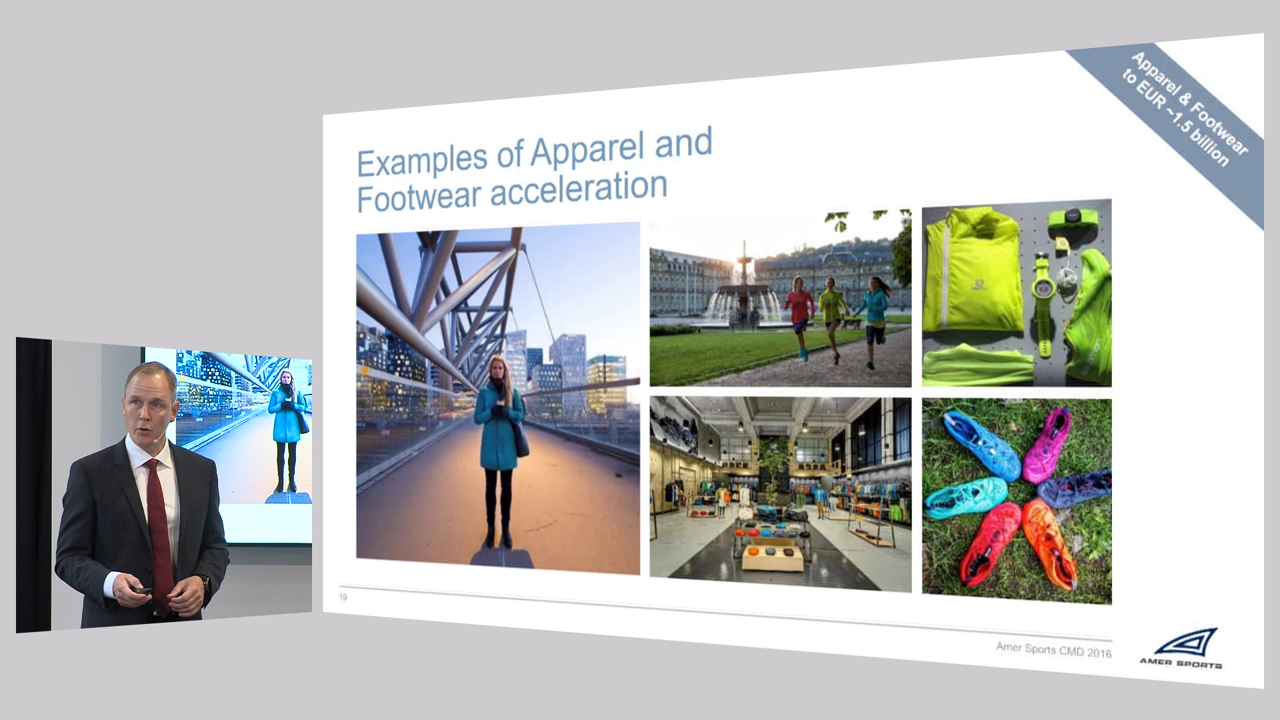 Apparel & Footwear
to EUR ~1.5 billion
Examples of Apparel and
Footwear acceleration
19
Amer Sports CMD 2016
AMER SPORTS